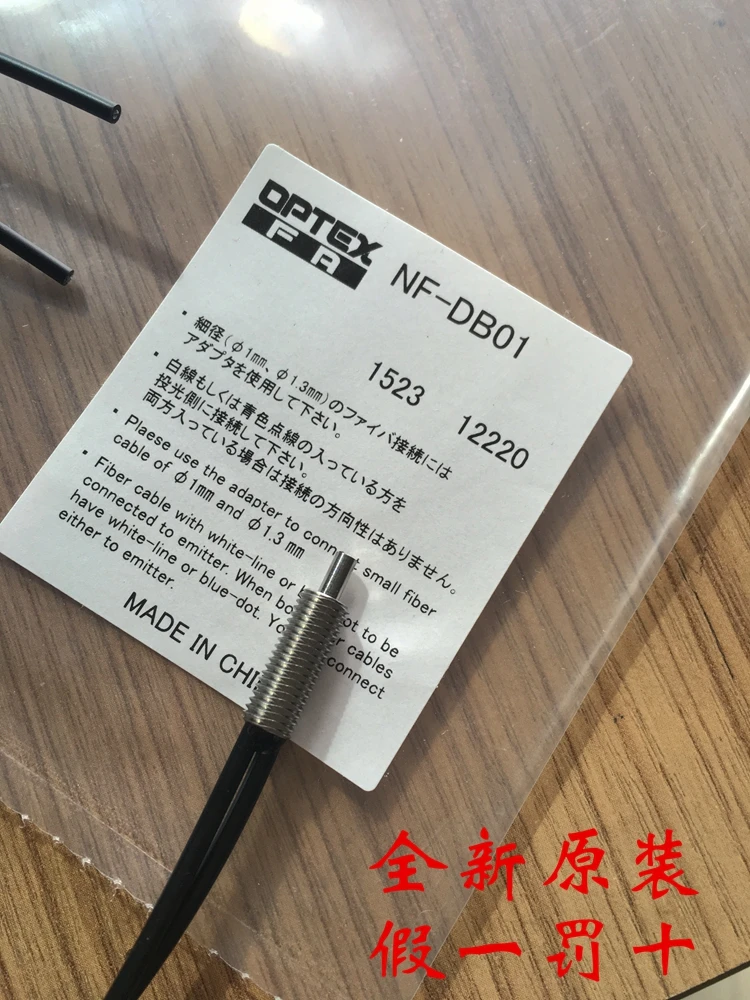 OPTEX
FA
NF-DB01
1523 12220
・細径(φ1mm、φ1.3mm)のファイバ接続には
アダプタを使用して下さい。
・白線もしくは青色点線の入っている方を
投光側に接続して下さい。
両方入っている場合は接続の方向性はありません。
・Plaese use the adapter to small fiber
cable of φ1mm and φ1.3 mm
・Fiber cable with white-line or to be
connected to emitter. When cables
have white-line or blue-dot. connect
either to emitter.
MADE IN
全新原装
假一罚十